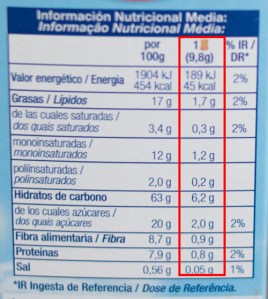 Información Nutricional Media:
Informação Nutricional Média:
por 100g 1 (9,8g) % IR / DR*
Valor energético / Energia 1904 kJ 454 kcal 189 kJ 45 kcal 2%
Grasas / Lípidos 17 g 1,7 g 2%
de las cuales saturadas / dos quais saturados 3,4 g 0,3 g 2%
monoinsaturadas / monoinsaturados 12 g 1,2 g
poliinsaturadas / polinsaturados 2,0 g 0,2 g
Hidratos de carbono 63 g 6,2 g
de los cuales azúcares / dos quais açúcares 20 g 2,0 g 2%
Fibra alimentaria / Fibra 8,7 g 0,9 g
Proteínas 7,9 g 0,8 g 2%
Sal 0,56 g 0,05 g 1%
*IR Ingesta de Referencia / Dose de Referência.